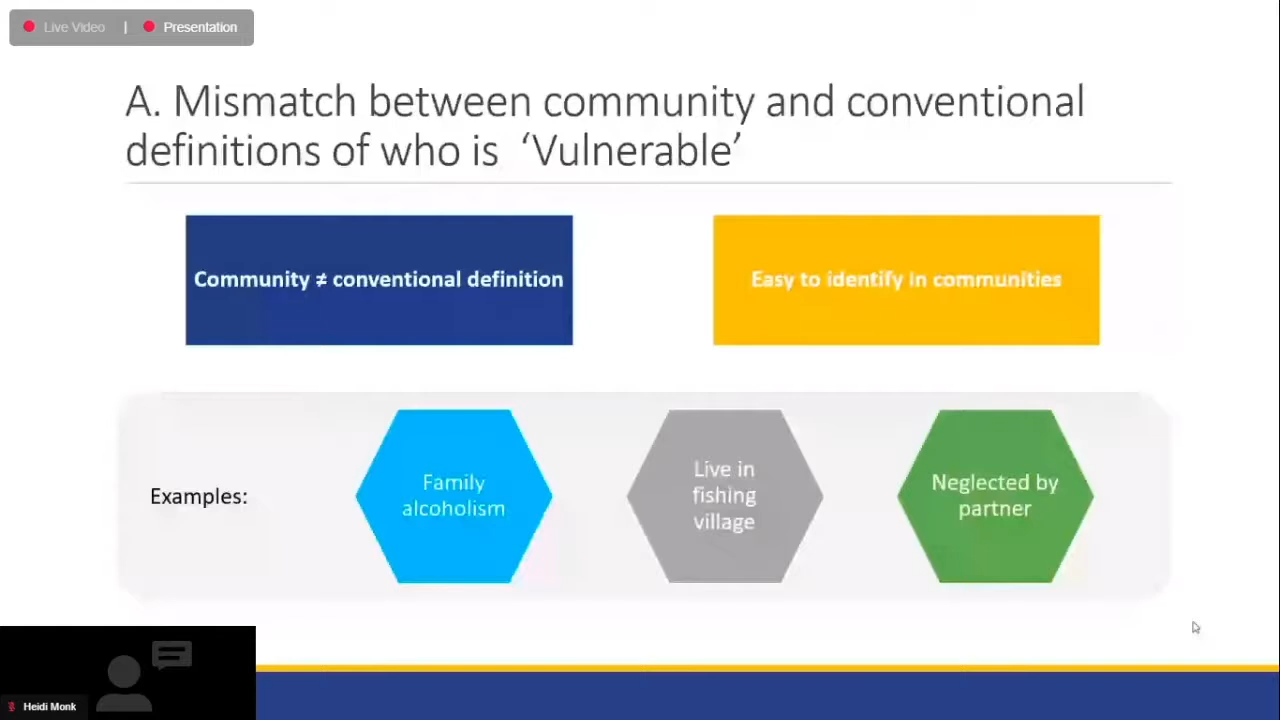 Live Video | Presentation
A. Mismatch between community and conventional
definitions of who is ‘Vulnerable’
Community ≠ conventional definition
Easy to identify in communities
Examples:
Family
alcoholism
Live in
fishing
village
Neglected by
partner
Heidi Monk